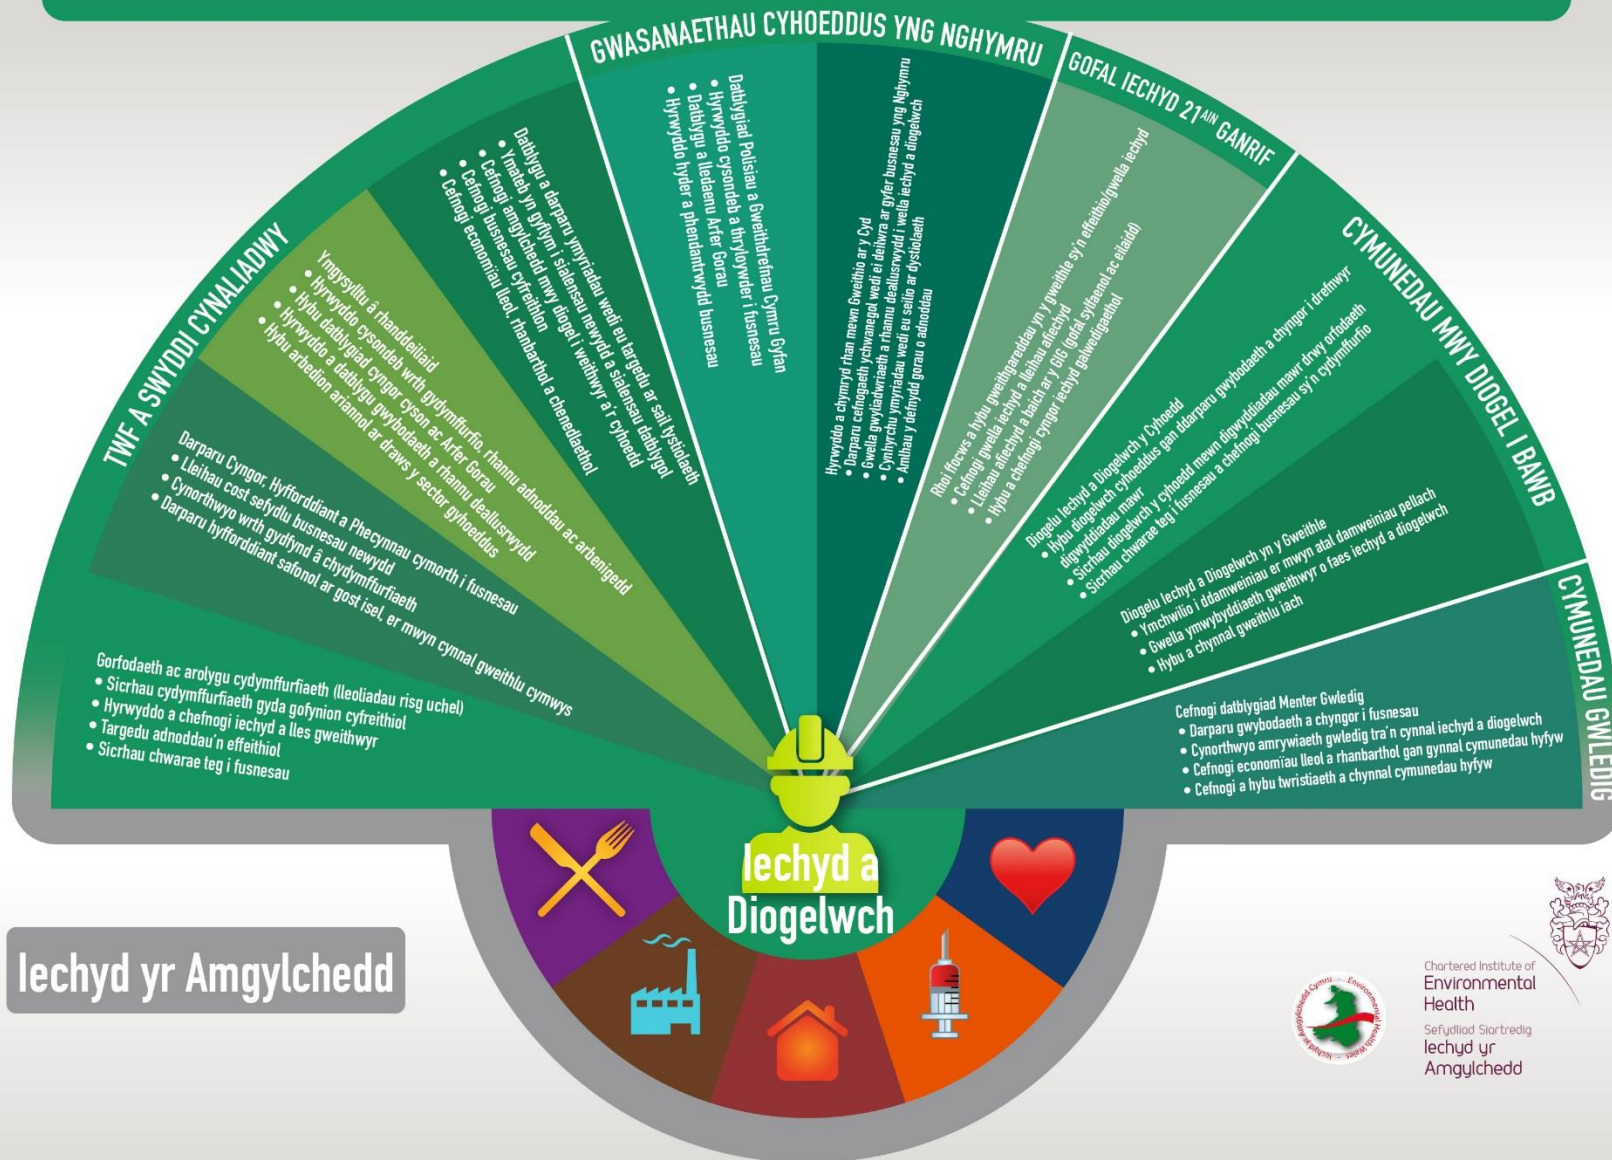 TWF A SWYDDI CYNALIADWY
Gorfodaeth ac arolygu cydymffurfiaeth (lleoliadau risg uchel)
• Sicrhau cydymffurfiaeth gyda gofynion cyfreithiol
• Hyrwyddo a chefnogi iechyd a lles gweithwyr
• Targedu adnoddau'n effeithiol
• Sicrhau chwarae teg i fusnesau
Darparu Cyngor, Hyfforddiant a Phecynnau cymorth i fusnesau
• Lleihau cost sefydlu busnesau newydd
• Cynorthwyo wrth gydfynd â chydymffurfiaeth
• Darparu hyfforddiant safonol ar gost isel, er mwyn cynnal gweithlu cymwys
Ymgysylltu â rhanddeiliaid
• Hyrwyddo cysondeb wrth gydymffurfio, rhannu adnoddau ac arbenigedd
• Hybu datblygiad cyngor cyson ac Arfer Gorau
• Hyrwyddo a datblygu gwybodaeth a rhannu deallusrwydd
• Hybu arbedion ariannol ar draws y sector gyhoeddus
Datblygu a darparu ymyriadau wedi eu targedu ar sail tystiolaeth
• Ymateb yn gyflym i sialensau newydd a sialensau datblygol
• Cefnogi amgylchedd mwy diogel i weithwyr a'r cyhoedd
• Cefnogi busnesau cyfreithlon
• Cefnogi economïau lleol, rhanbarthol a chenedlaethol
GWASANAETHAU CYHOEDDUS YNG NGHYMRU
Datblygiad Polisïau a Gweithdrefnau Cymru Gyfan
• Hyrwyddo cysondeb a thryloywder i fusnesau
• Datblygu a lledaenu Arfer Gorau
• Hyrwyddo hyder a phendantrwydd busnesau
Hyrwyddo a chymryd rhan mewn Gweithio ar y Cyd
• Darparu cefnogaeth ychwanegol wedi ei deilwra ar gyfer busnesau yng Nghymru
• Gwella gwyliadwriaeth a rhannu deallusrwydd i wella iechyd a diogelwch
• Cynhyrchu ymyriadau wedi eu seilio ar dystiolaeth
• Amlhau y defnydd gorau o adnoddau
GOFAL IECHYD 21AIN GANRIF
Rhoi ffocws a hybu gweithgareddau yn y gweithle sy'n effeithio/gwella iechyd
• Cefnogi gwella iechyd a leihau afiechyd
• Lleihau afiechyd a baich ar y GIG (gofal sylfaenol ac eilaidd)
• Hybu a chefnogi cyngor iechyd galwedigaethol
CYMUNEDAU MWY DIOGEL I BAWB
Diogelu Iechyd a Diogelwch y Cyhoedd
• Hybu diogelwch cyhoeddus gan ddarparu gwybodaeth a chyngor i drefnwyr
digwyddiadau mawr
• Sicrhau diogelwch y cyhoedd mewn digwyddiadau mawr drwy orfodaeth
• Sicrhau chwarae teg i fusnesau a chefnogi busnesau sy'n cydymffurfio
Diogelu Iechyd a Diogelwch yn y Gweithle
• Ymchwilio i ddamweiniau er mwyn atal damweiniau pellach
• Gwella ymwybyddiaeth gweithwyr o faes iechyd a diogelwch
• Hybu a chynnal gweithlu iach
CYMUNEDAU GWLEDIG
Cefnogi datblygiad Menter Gwledig
• Darparu gwybodaeth a chyngor i fusnesau
• Cynorthwyo amrywiaeth gwledig tra'n cynnal iechyd a diogelwch
• Cefnogi economïau lleol a rhanbarthol gan gynnal cymunedau hyfyw
• Cefnogi a hybu twristiaeth a chynnal cymunedau hyfyw
Iechyd a
Diogelwch
Iechyd yr Amgylchedd
Iechyd yr Amgylchedd Cymru - Environmental Health Wales -
Chartered Institute of
Environmental
Health
Sefydliad Siartredig
Iechyd yr
Amgylchedd